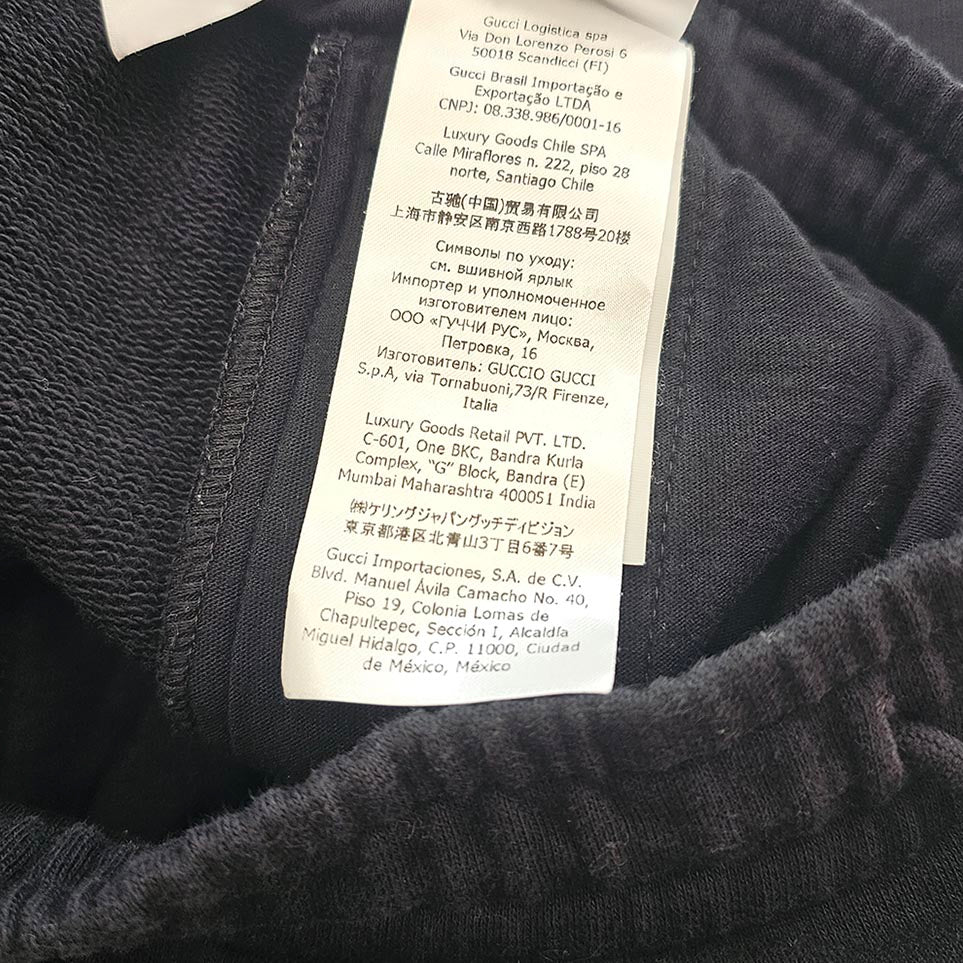 Gucci Logistica spa
Via Don Lorenzo Perosi 6
50018 Scandicci (FI)
Gucci Brasil Importação e
Exportação LTDA
CNPJ: 08.338.986/0001-16
Luxury Goods Chile SPA
Calle Miraflores n. 222, piso 28
norte, Santiago Chile
古驰(中国)贸易有限公司
上海市静安区南京西路1788号20楼
Символы по уходу:
см. вшивной ярлык
Импортер и уполномоченное
изготовителем лицо:
ООО «ГУЧЧИ РУС», Москва,
Петровка, 16
Изготовитель: GUCCIO GUCCI
S.p.A, via Tornabuoni,73/R Firenze,
Italia
Luxury Goods Retail PVT. LTD.
C-601, One BKC, Bandra Kurla
Complex, "G" Block, Bandra (E)
Mumbai Maharashtra 400051 India
㈱ケリングジャパングッチディビジョン
東京都港区北青山3丁目6番7号
Gucci Importaciones, S.A. de C.V.
Blvd. Manuel Ávila Camacho No. 40,
Piso 19, Colonia Lomas de
Chapultepec, Sección I, Alcaldía
Miguel Hidalgo, C.P. 11000, Ciudad
de México, México